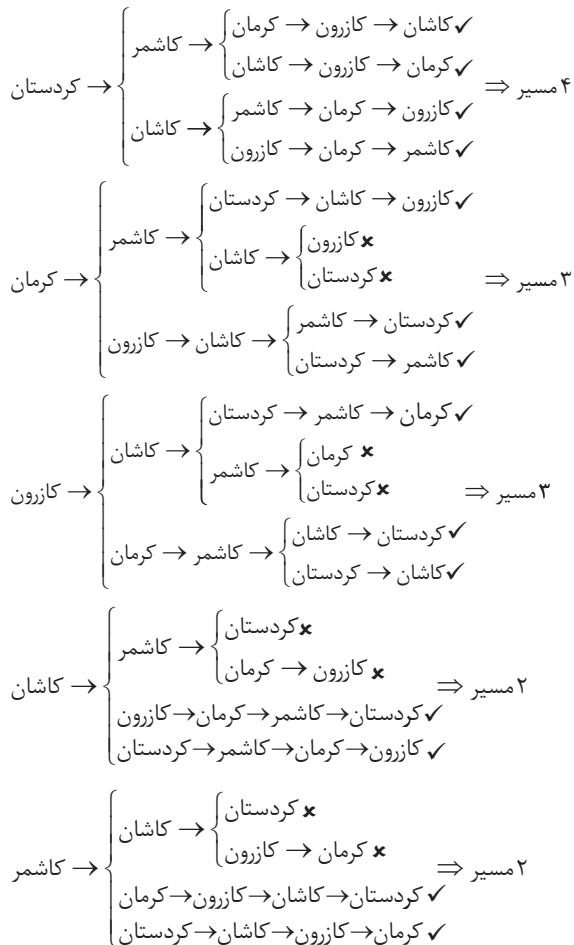 کردستان → کاشمر → کرمان → کازرون → کاشان ✓
کاشان → کازرون → کرمان ✓
کاشان → کاشمر → کرمان → کازرون ✓
کازرون → کرمان → کاشمر ✓
⇒ ۴ مسیر
کرمان → کاشمر → کردستان → کاشان → کازرون ✓
کاشان → کازرون ×
کردستان ×
کازرون → کاشان → کاشمر → کردستان ✓
کردستان → کاشمر ✓
⇒ ۳ مسیر
کازرون → کاشان → کردستان → کاشمر → کرمان ✓
کاشمر → کرمان ×
کردستان ×
کرمان → کاشمر → کاشان → کردستان ✓
کردستان → کاشان ✓
⇒ ۳ مسیر
کاشان → کاشمر → کردستان ×
کرمان → کازرون ×
کازرون → کرمان → کاشمر → کردستان ✓
کردستان → کاشمر → کرمان → کازرون ✓
⇒ ۲ مسیر
کاشمر → کاشان → کردستان ×
کازرون → کرمان ×
کرمان → کازرون → کاشان → کردستان ✓
کردستان → کاشان → کازرون → کرمان ✓
⇒ ۲ مسیر